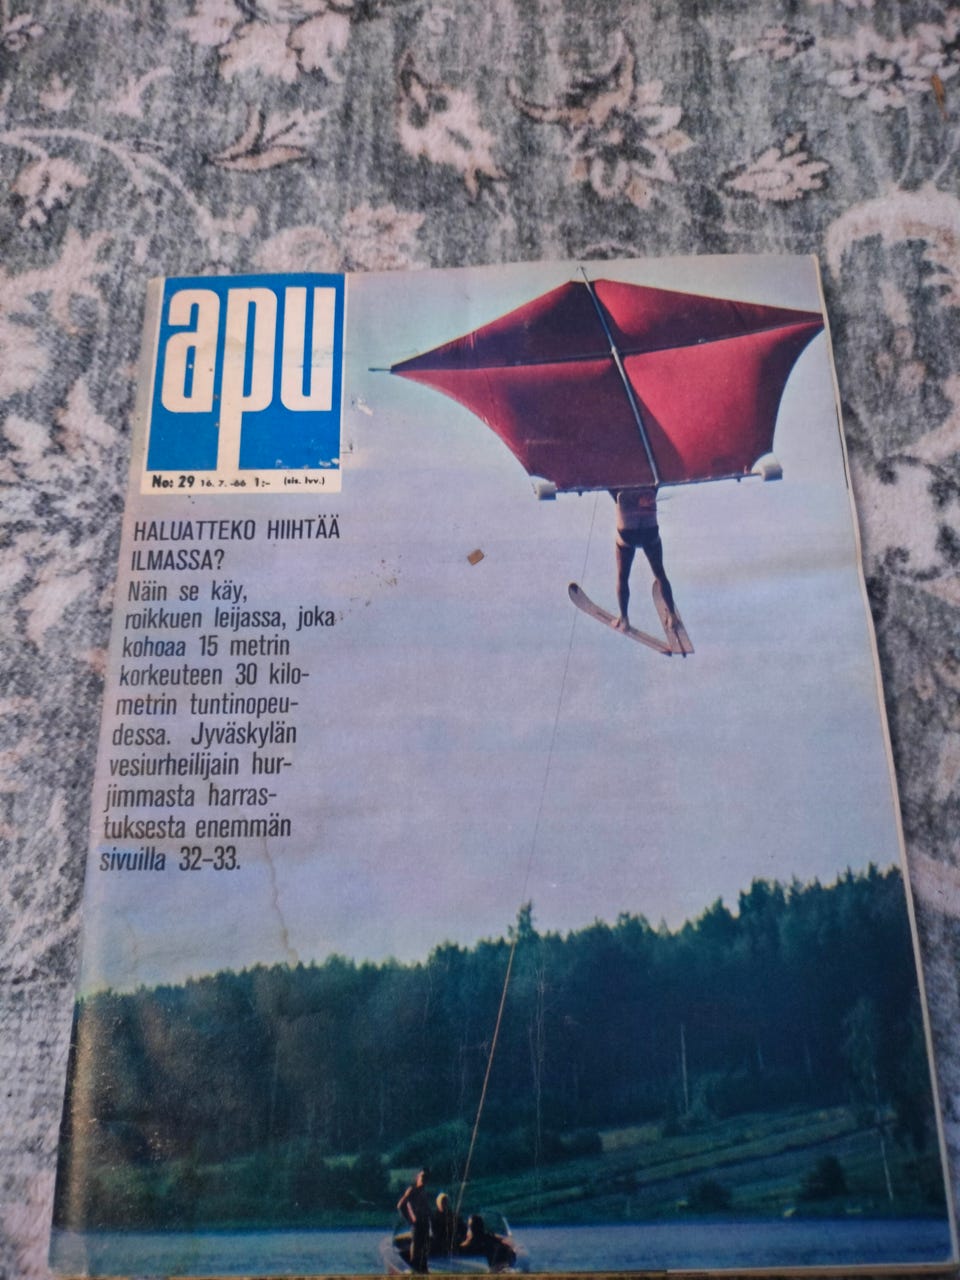 apu
No: 29 16. 7. -66 1:- (sis. lvv.)
HALUATTEKO HIIHTÄÄ
ILMASSA?
Näin se käy,
roikkuen leijassa, joka
kohoaa 15 metrin
korkeuteen 30 kilo-
metrin tuntinopeu-
dessa. Jyväskylän
vesiurheilijain hur-
jimmasta harras-
tuksesta enemmän
sivuilla 32–33.